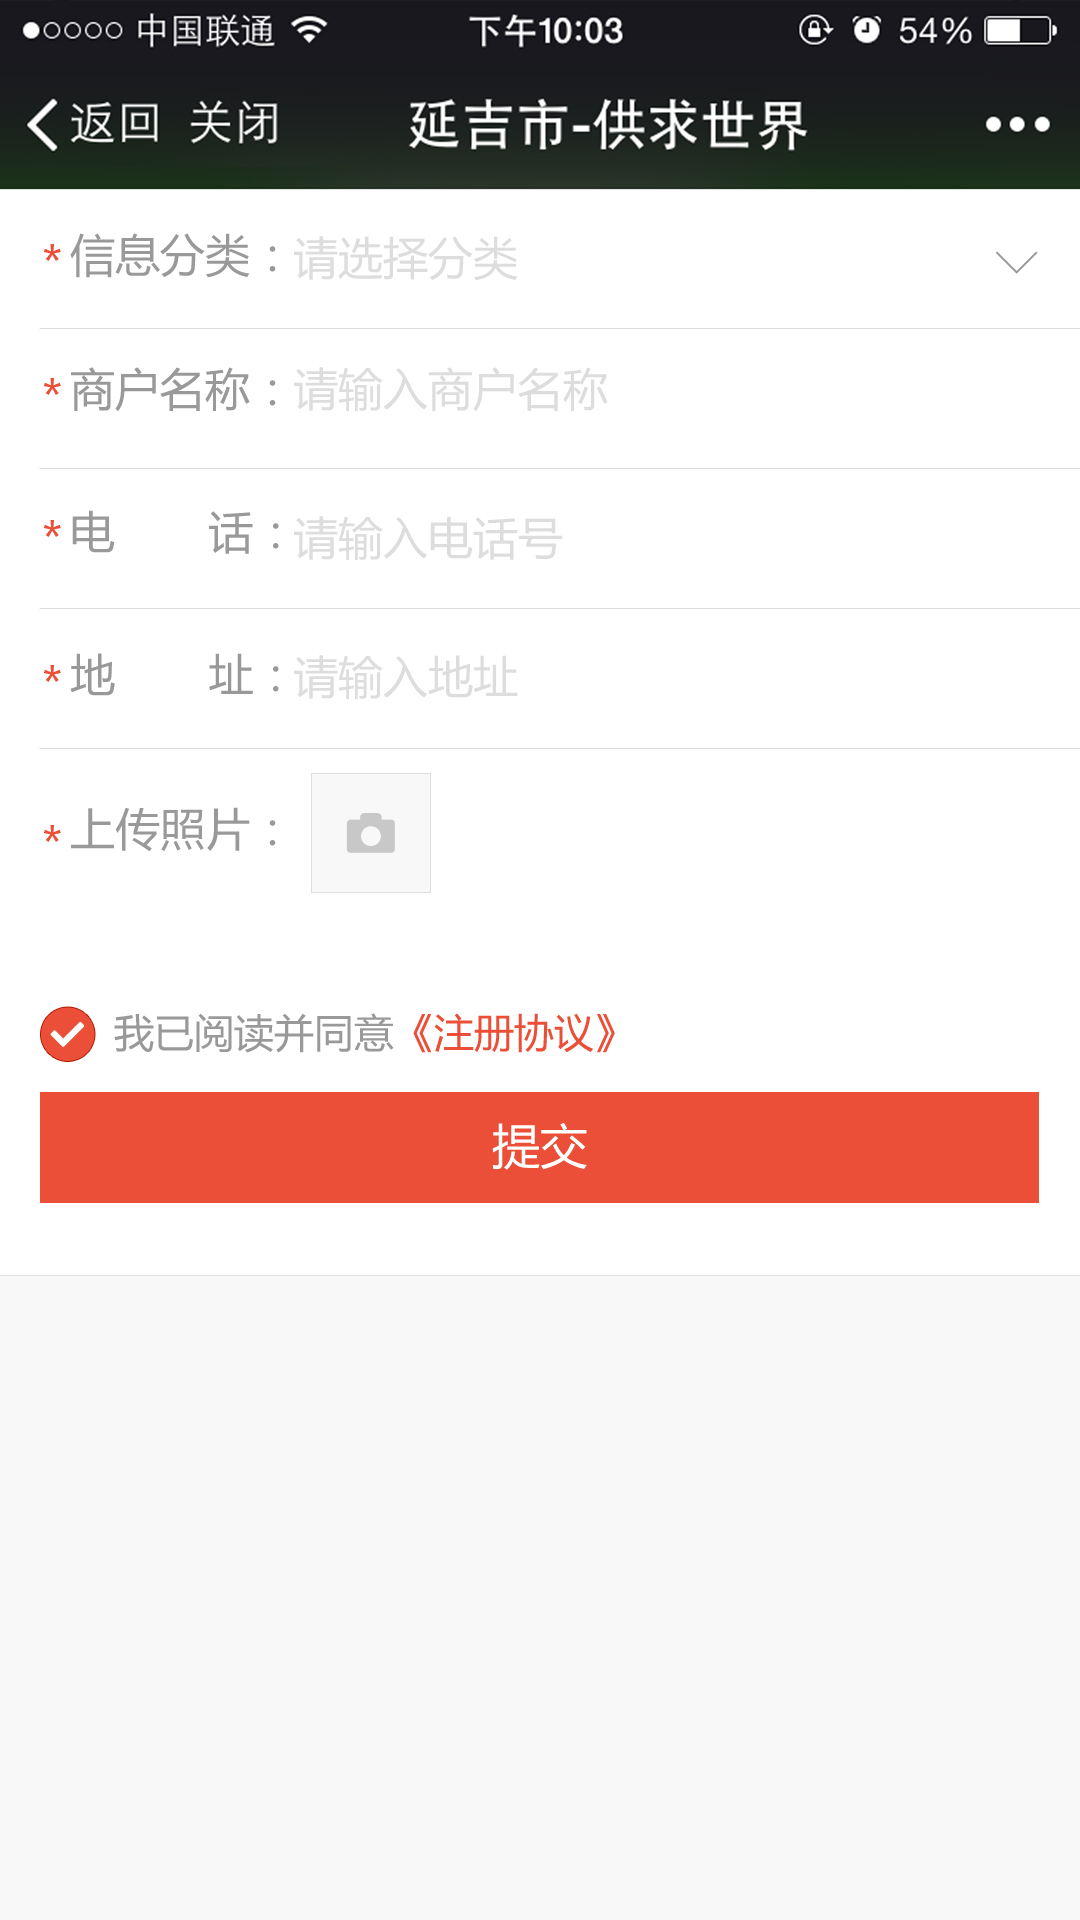 中国联通 下午10:03 54%
返回 关闭 延吉市-供求世界
*信息分类：请选择分类
*商户名称：请输入商户名称
*电 话：请输入电话号
*地 址：请输入地址
*上传照片：
我已阅读并同意《注册协议》
提交